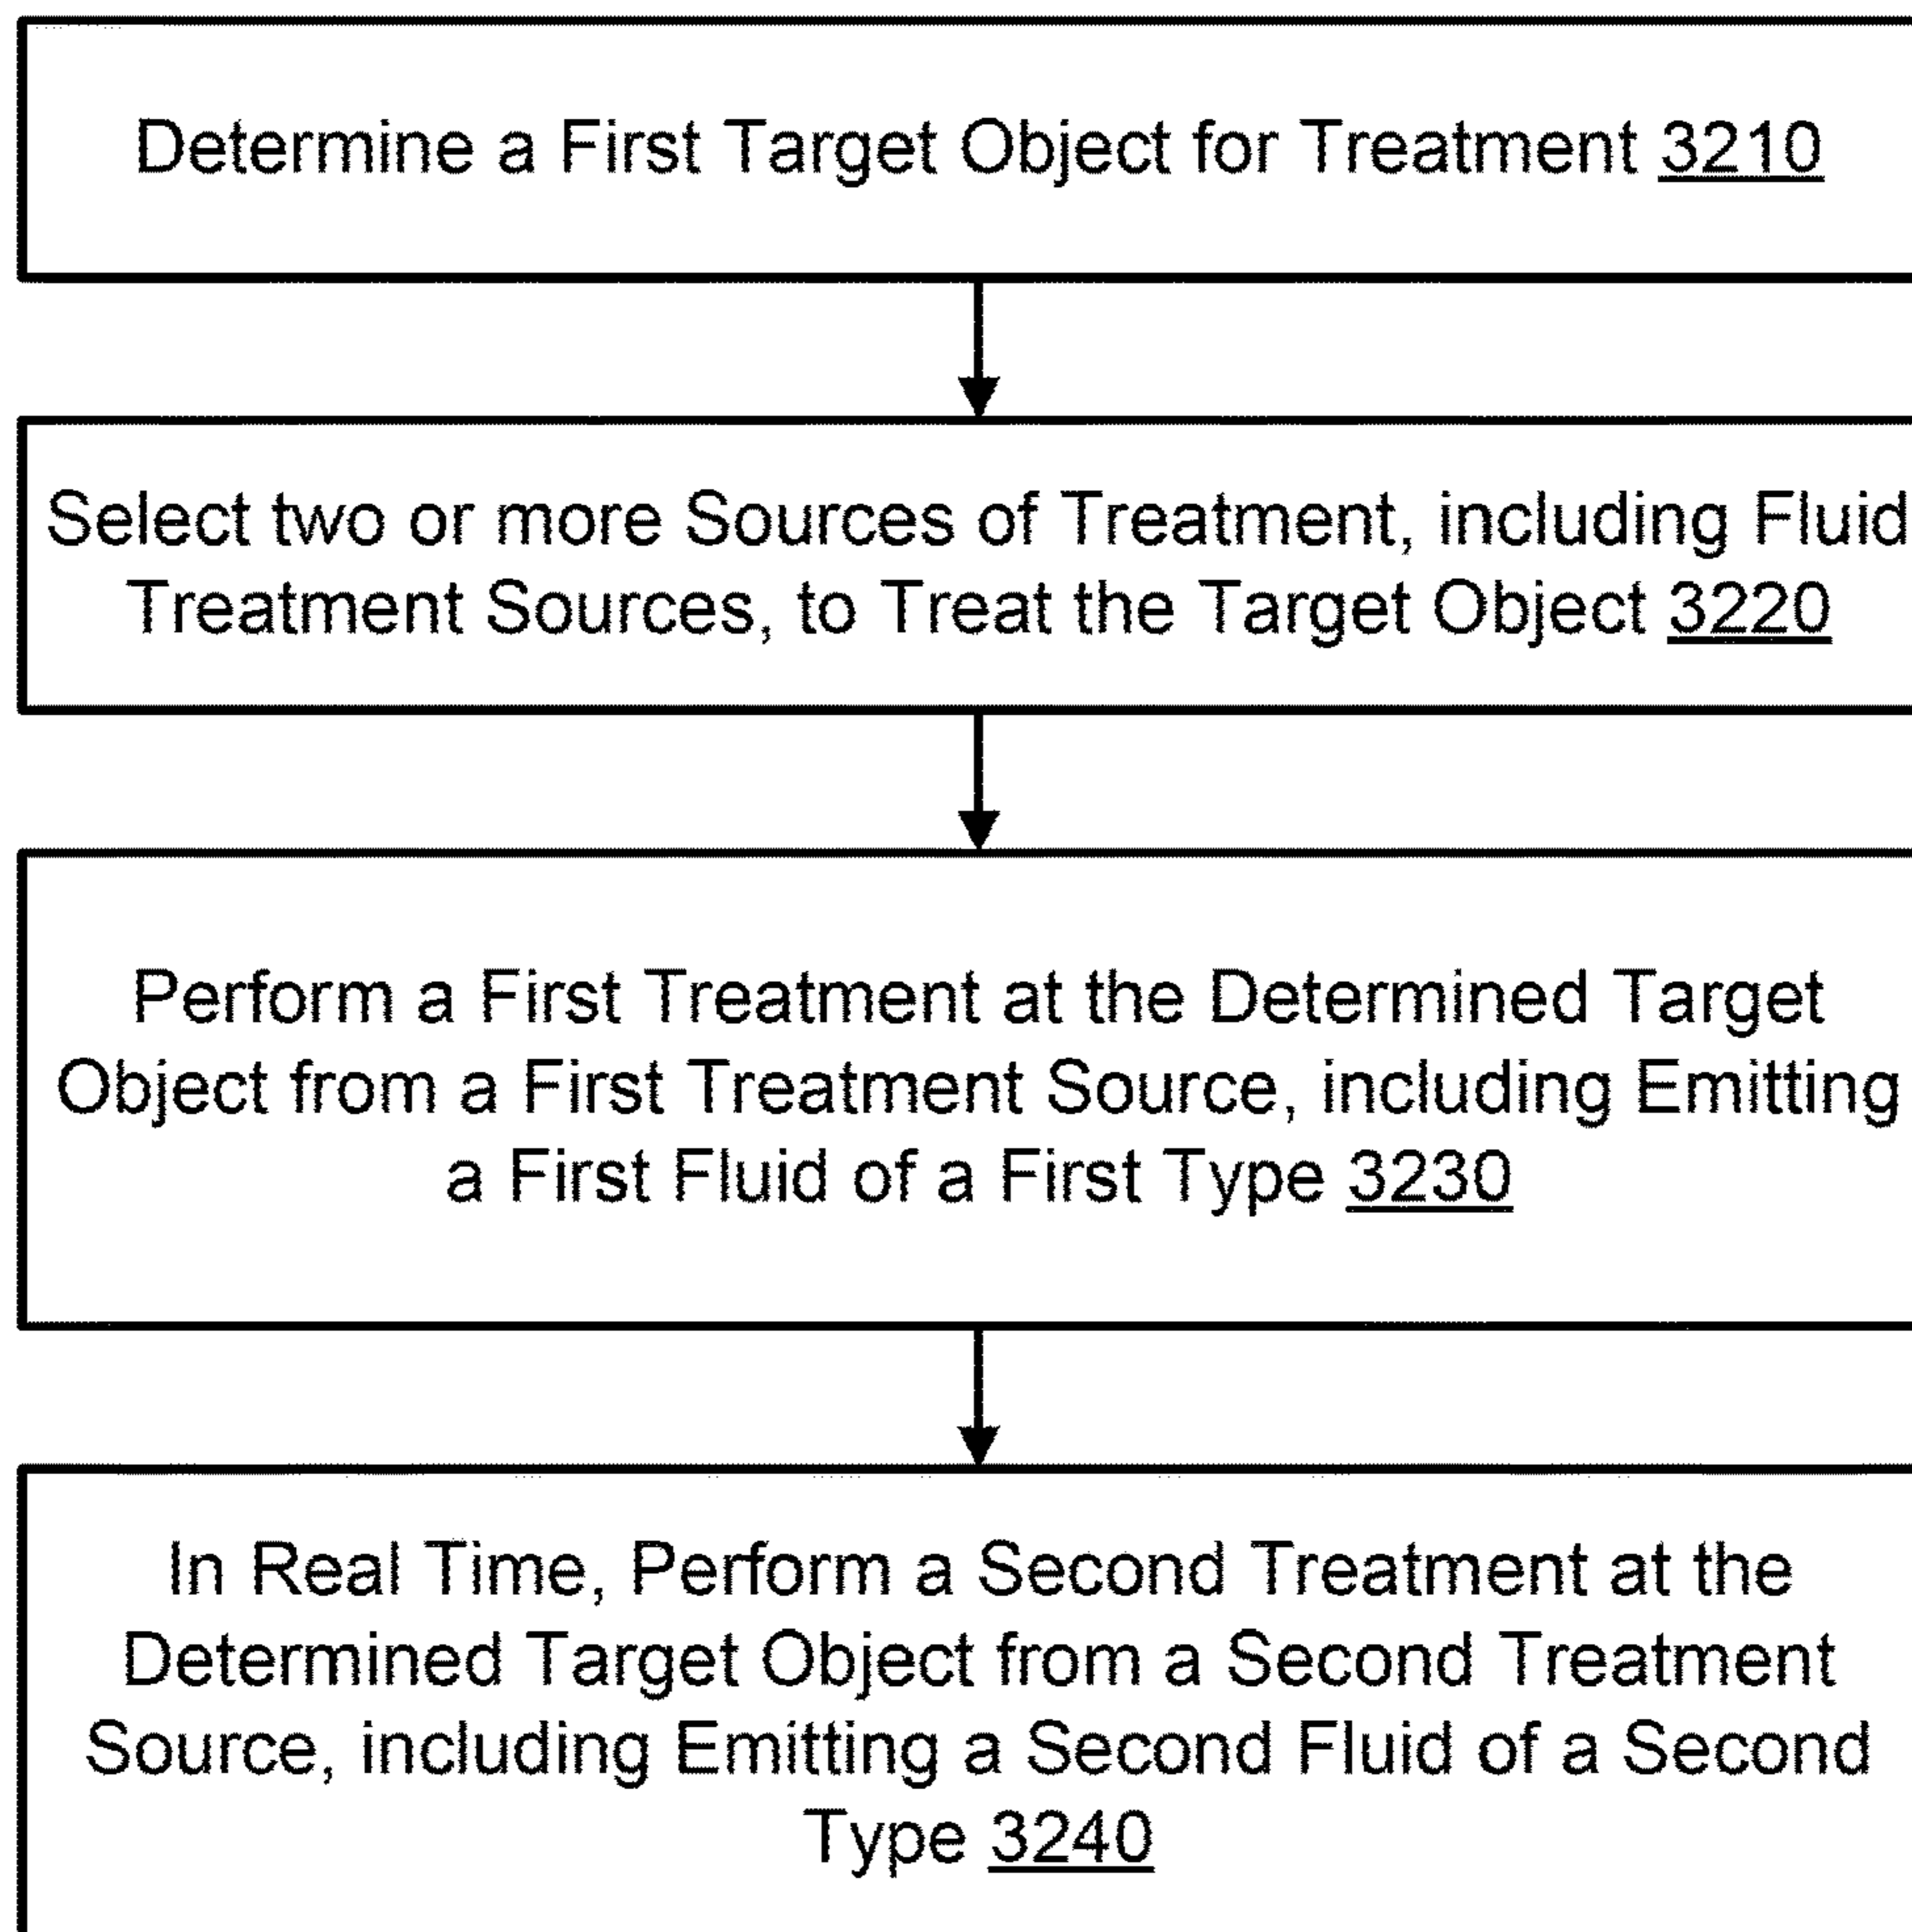 Determine a First Target Object for Treatment 3210
Select two or more Sources of Treatment, including Fluid
Treatment Sources, to Treat the Target Object 3220
Perform a First Treatment at the Determined Target
Object from a First Treatment Source, including Emitting
a First Fluid of a First Type 3230
In Real Time, Perform a Second Treatment at the
Determined Target Object from a Second Treatment
Source, including Emitting a Second Fluid of a Second
Type 3240